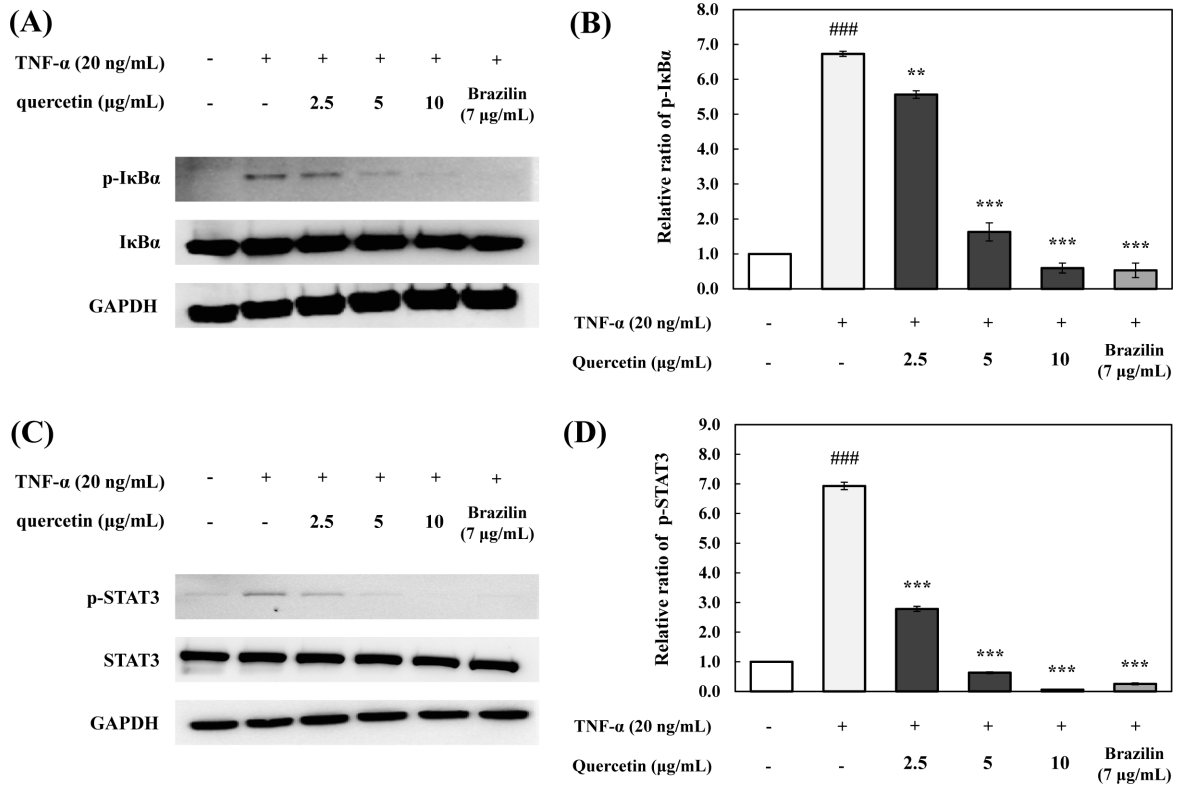 (A)
TNF-α (20 ng/mL) - + + + + +
quercetin (μg/mL) - - 2.5 5 10 Brazilin
(7 μg/mL)
p-IκBα
IκBα
GAPDH
(B)
Relative ratio of p-IκBα
8.0
7.0
6.0
5.0
4.0
3.0
2.0
1.0
0.0
###
**
***
***
***
TNF-α (20 ng/mL) - + + + + +
Quercetin (μg/mL) - - 2.5 5 10 Brazilin
(7 μg/mL)
(C)
TNF-α (20 ng/mL) - + + + + +
quercetin (μg/mL) - - 2.5 5 10 Brazilin
(7 μg/mL)
p-STAT3
STAT3
GAPDH
(D)
Relative ratio of p-STAT3
9.0
8.0
7.0
6.0
5.0
4.0
3.0
2.0
1.0
0.0
###
***
***
***
***
TNF-α (20 ng/mL) - + + + + +
Quercetin (μg/mL) - - 2.5 5 10 Brazilin
(7 μg/mL)